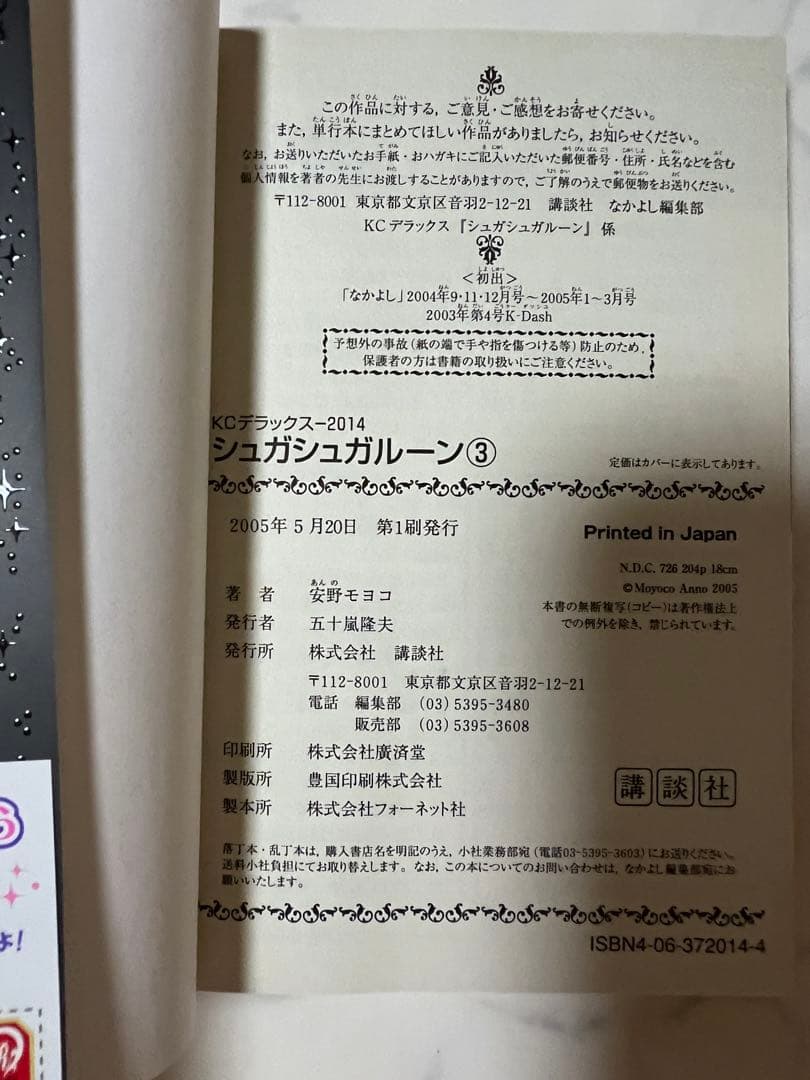 この作品に対する,ご意見・ご感想をお寄せください。
また,単行本にまとめてほしい作品がありましたら,お知らせください。
なお,お送りいただいたお手紙・おハガキにご記入いただいた郵便番号・住所・氏名などを含む
個人情報を著者の先生にお渡しすることがありますので,ご了解のうえで郵便物をお送りください。
〒112-8001 東京都文京区音羽2-12-21 講談社 なかよし編集部
KCデラックス『シュガシュガルーン』係
<初出>
「なかよし」2004年9・11・12月号~2005年1~3月号
2003年第4号K-Dash
予想外の事故(紙の端で手や指を傷つける等)防止のため,
保護者の方は書籍の取り扱いにご注意ください。
KCデラックス-2014
シュガシュガルーン③
定価はカバーに表示してあります。
2005年5月20日 第1刷発行
Printed in Japan
N.D.C. 726 204p 18cm
©Moyoco Anno 2005
本書の無断複写(コピー)は著作権法上
での例外を除き,禁じられています。
著者 安野モヨコ
発行者 五十嵐隆夫
発行所 株式会社 講談社
〒112-8001 東京都文京区音羽2-12-21
電話 編集部 (03)5395-3480
販売部 (03)5395-3608
印刷所 株式会社廣済堂
製版所 豊国印刷株式会社
製本所 株式会社フォーネット社
講談社
落丁本・乱丁本は,購入書店名を明記のうえ,小社業務部宛(電話03-5395-3603)にお送りください。
送料小社負担にてお取り替えします。なお,この本についてのお問い合わせは,なかよし編集部宛にお
願いいたします。
ISBN4-06-372014-4
ょ!